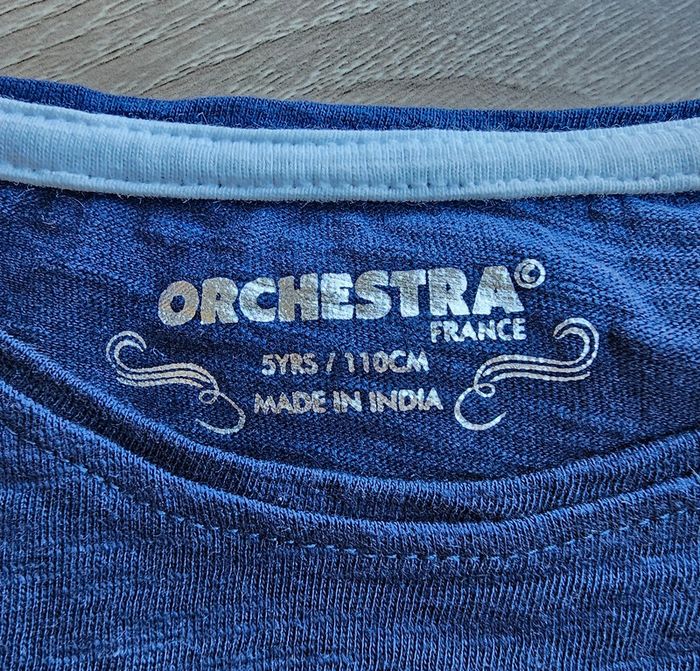 ORCHESTRA©
FRANCE
5YRS / 110CM
MADE IN INDIA